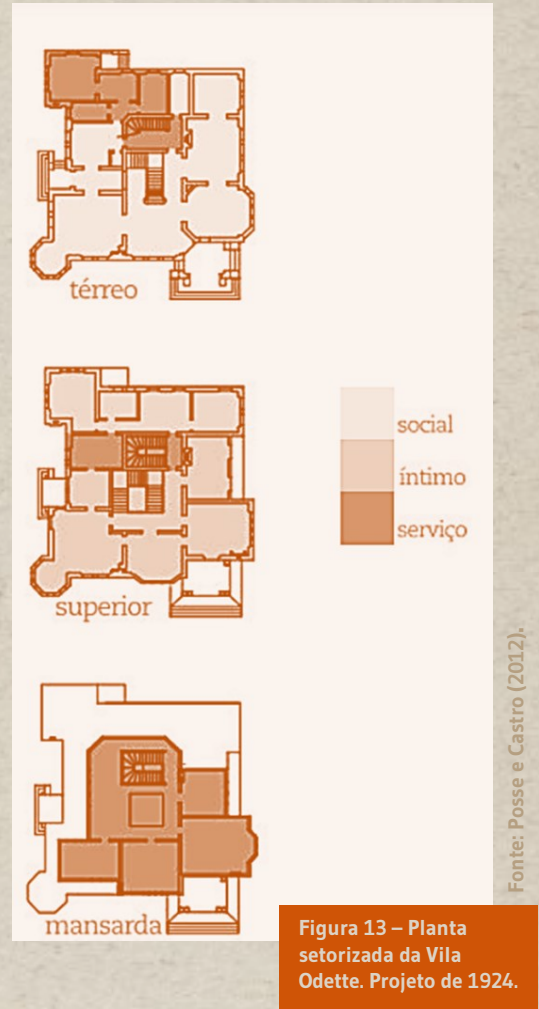 térreo
superior
mansarda
social
íntimo
serviço
Fonte: Posse e Castro (2012).
Figura 13 – Planta
setorizada da Vila
Odette. Projeto de 1924.